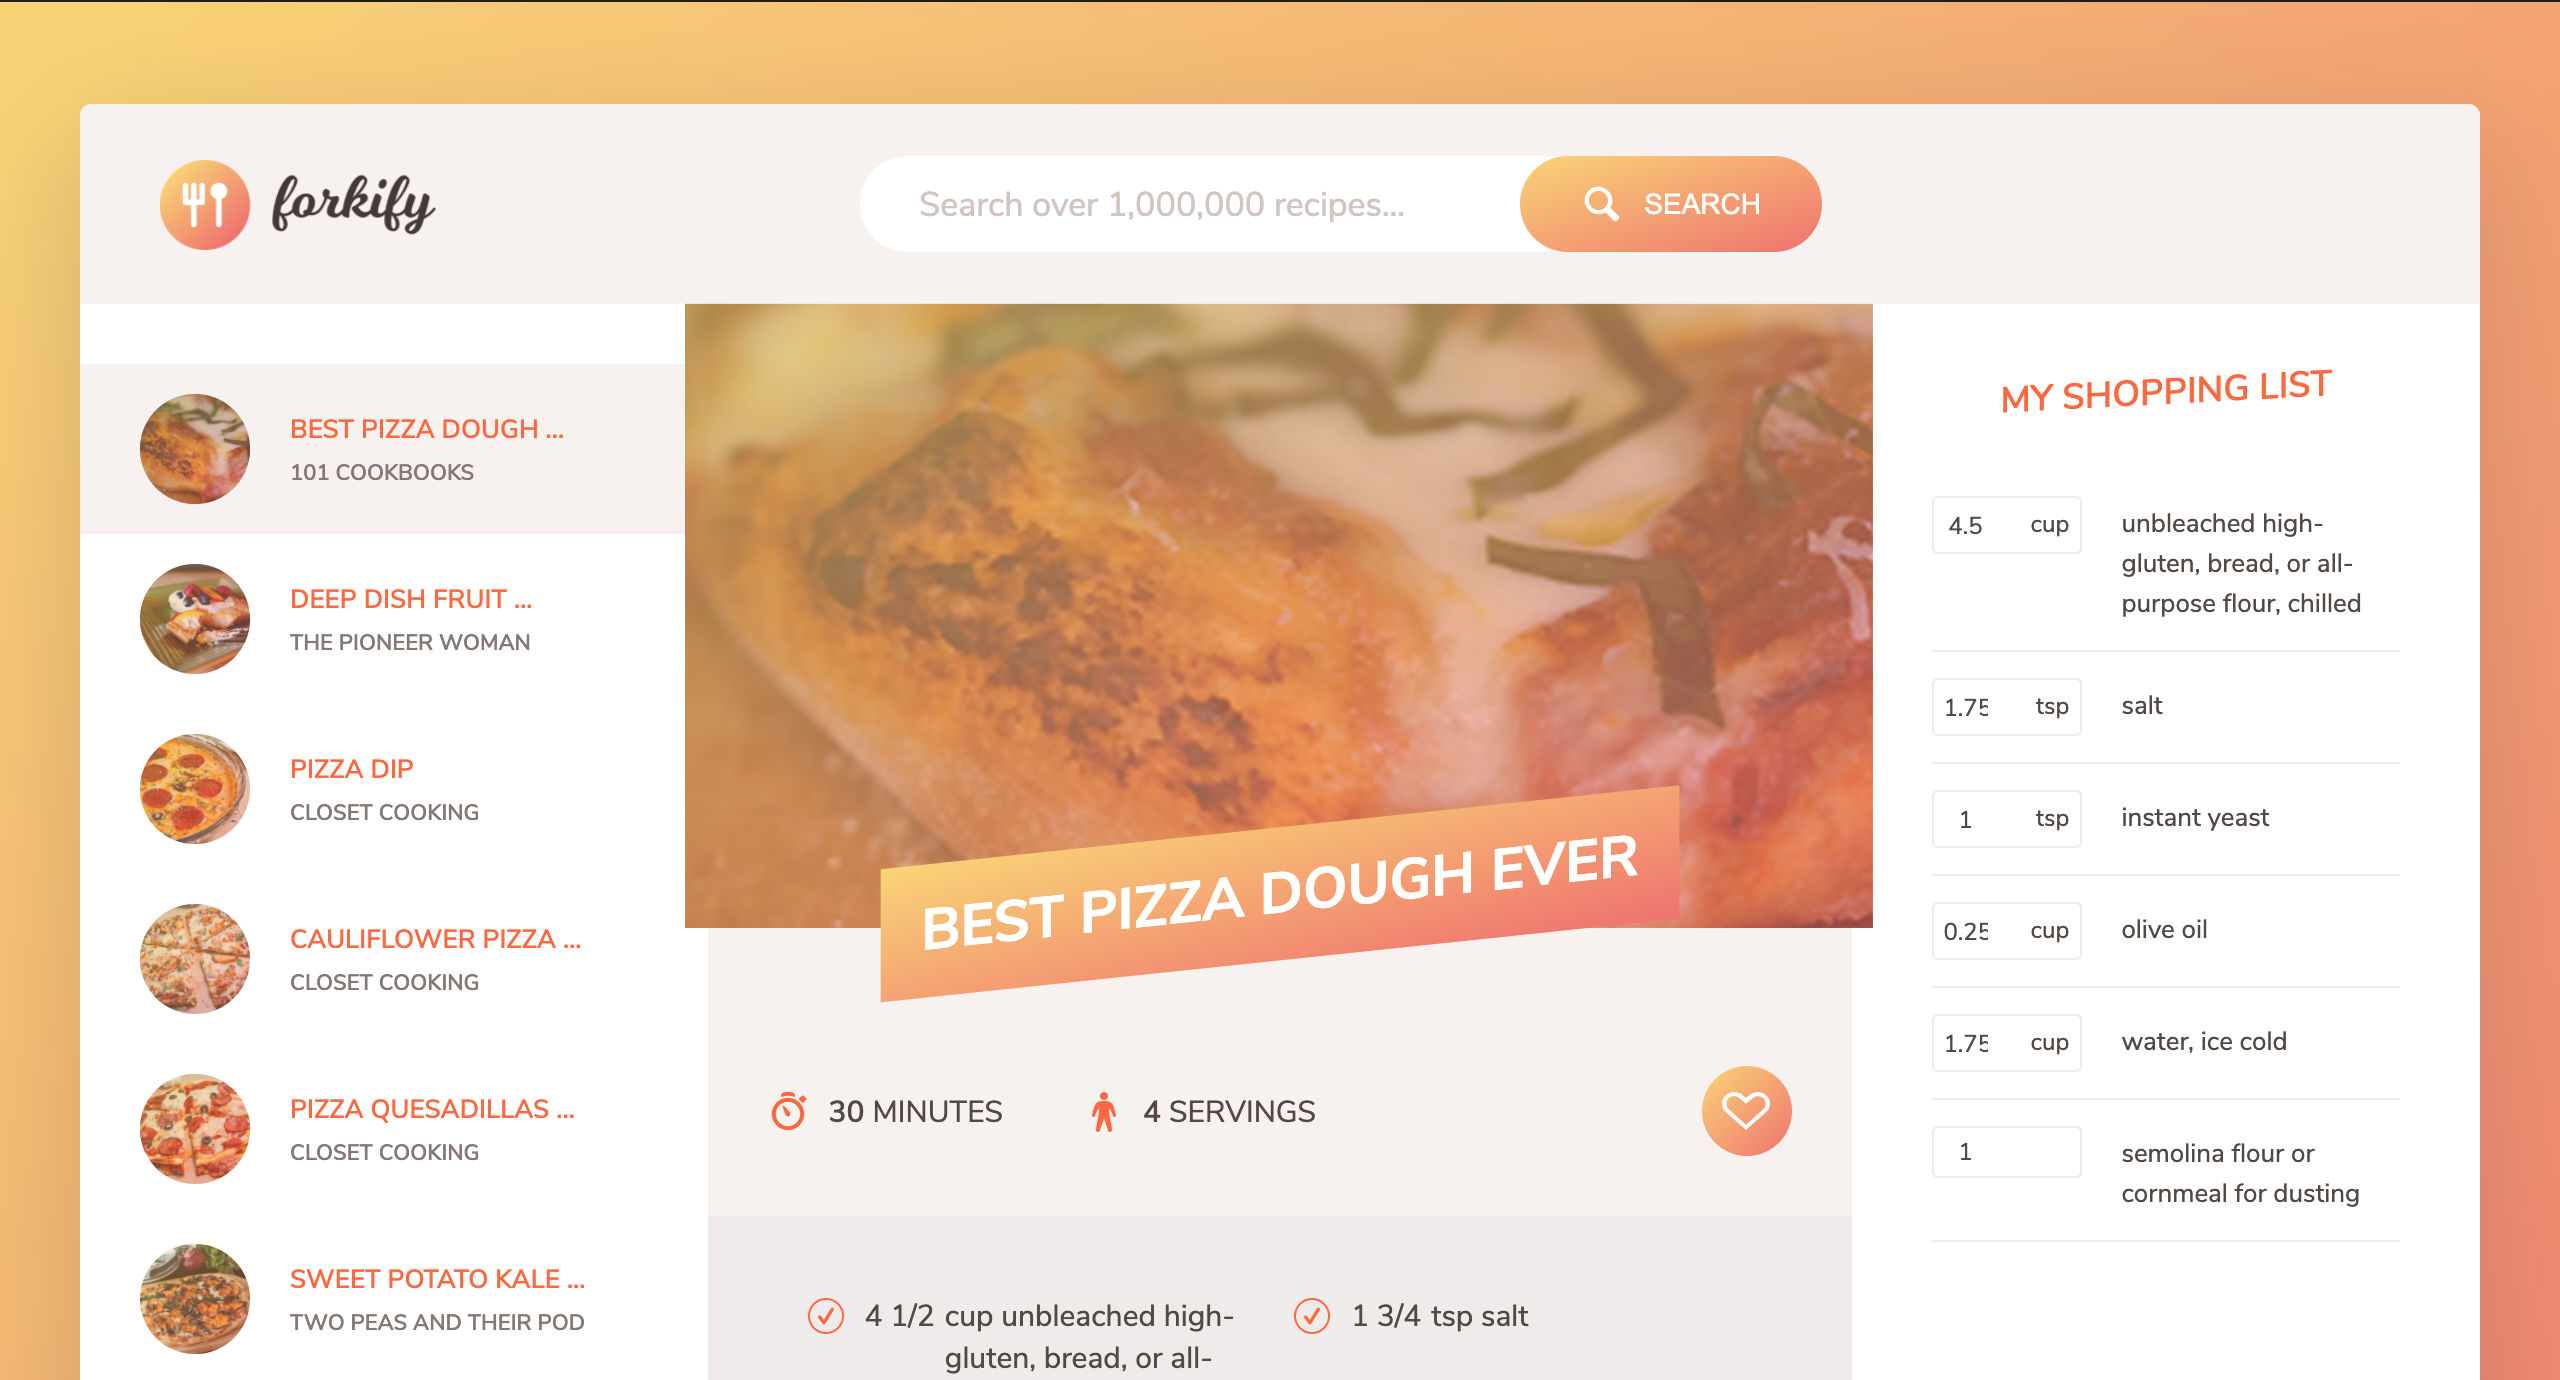 forkify
Search over 1,000,000 recipes...
SEARCH
BEST PIZZA DOUGH ...
101 COOKBOOKS
DEEP DISH FRUIT ...
THE PIONEER WOMAN
PIZZA DIP
CLOSET COOKING
CAULIFLOWER PIZZA ...
CLOSET COOKING
PIZZA QUESADILLAS ...
CLOSET COOKING
SWEET POTATO KALE ...
TWO PEAS AND THEIR POD
BEST PIZZA DOUGH EVER
30 MINUTES
4 SERVINGS
4 1/2 cup unbleached high-
gluten, bread, or all-
1 3/4 tsp salt
MY SHOPPING LIST
4.5 cup unbleached high-
gluten, bread, or all-
purpose flour, chilled
1.75 tsp salt
1 tsp instant yeast
0.25 cup olive oil
1.75 cup water, ice cold
1 semolina flour or
cornmeal for dusting